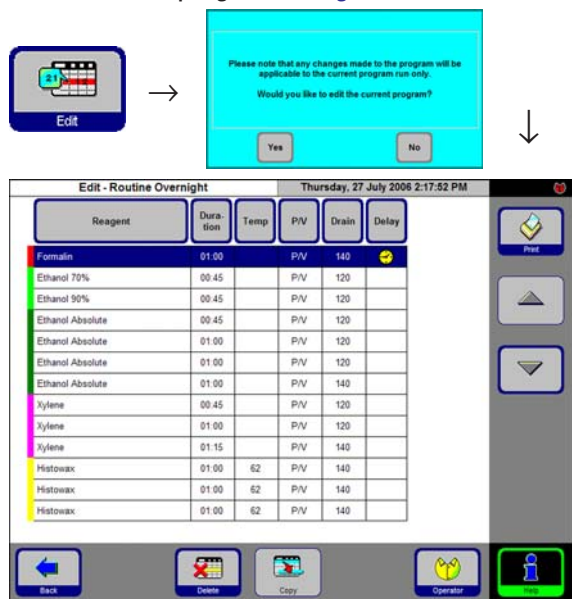 21
Edit
Please note that any changes made to the program will be
applicable to the current program run only.
Would you like to edit the current program?
Yes No
Edit - Routine Overnight Thursday, 27 July 2006 2:17:52 PM
Reagent Dura- tion Temp P/V Drain Delay
Print
Formalin 01:00 P/V 140
Ethanol 70% 00:45 P/V 120
Ethanol 90% 00:45 P/V 120
Ethanol Absolute 00:45 P/V 120
Ethanol Absolute 01:00 P/V 120
Ethanol Absolute 01:00 P/V 120
Ethanol Absolute 01:00 P/V 140
Xylene 00:45 P/V 120
Xylene 01:00 P/V 120
Xylene 01:15 P/V 140
Histowax 01:00 62 P/V 140
Histowax 01:00 62 P/V 140
Histowax 01:00 62 P/V 140
Back Delete Copy Operator Help